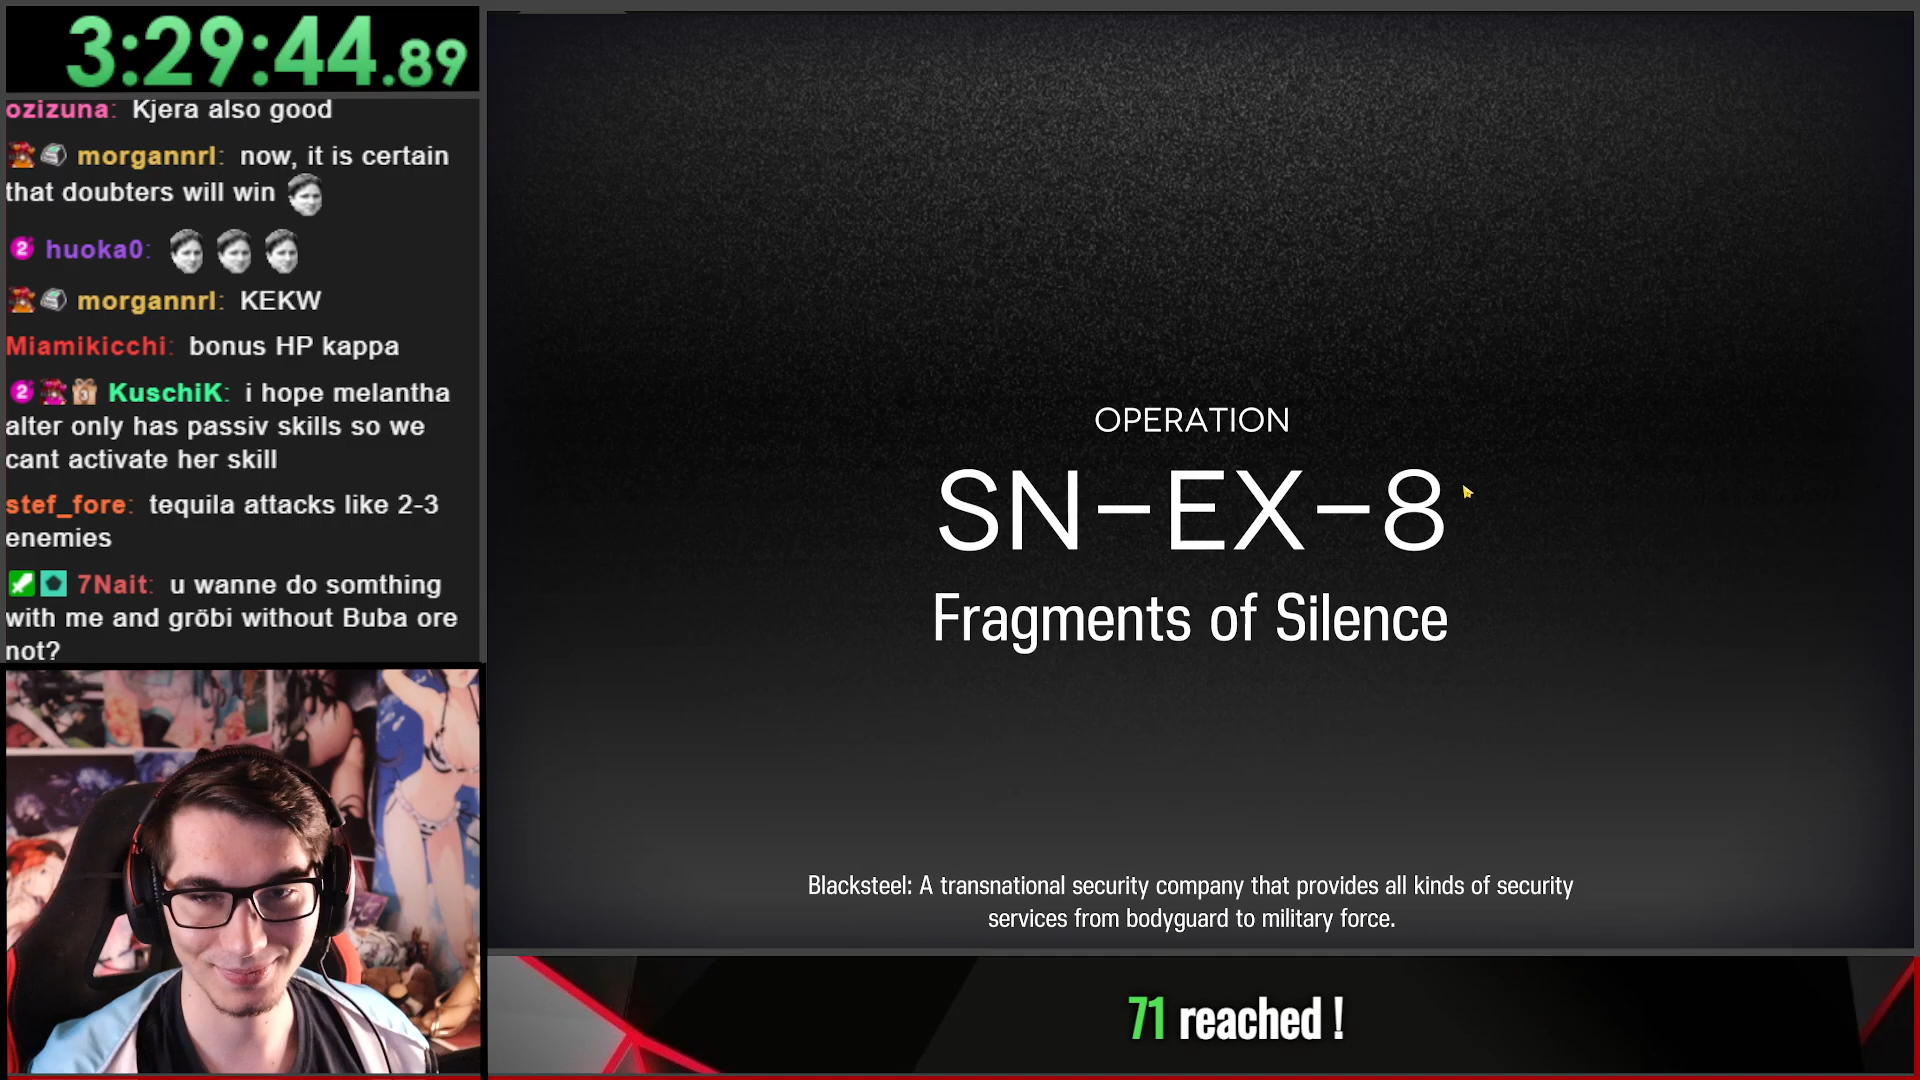 3:29:44.89
ozizuna: Kjera also good
morgannrl: now, it is certain
that doubters will win
2 huoka0:
morgannrl: KEKW
Miamikicchi: bonus HP kappa
2 KuschiK: i hope melantha
alter only has passiv skills so we
cant activate her skill
stef_fore: tequila attacks like 2-3
enemies
7Nait: u wanne do somthing
with me and gröbi without Buba ore
not?
OPERATION
SN-EX-8
Fragments of Silence
Blacksteel: A transnational security company that provides all kinds of security
services from bodyguard to military force.
71 reached !